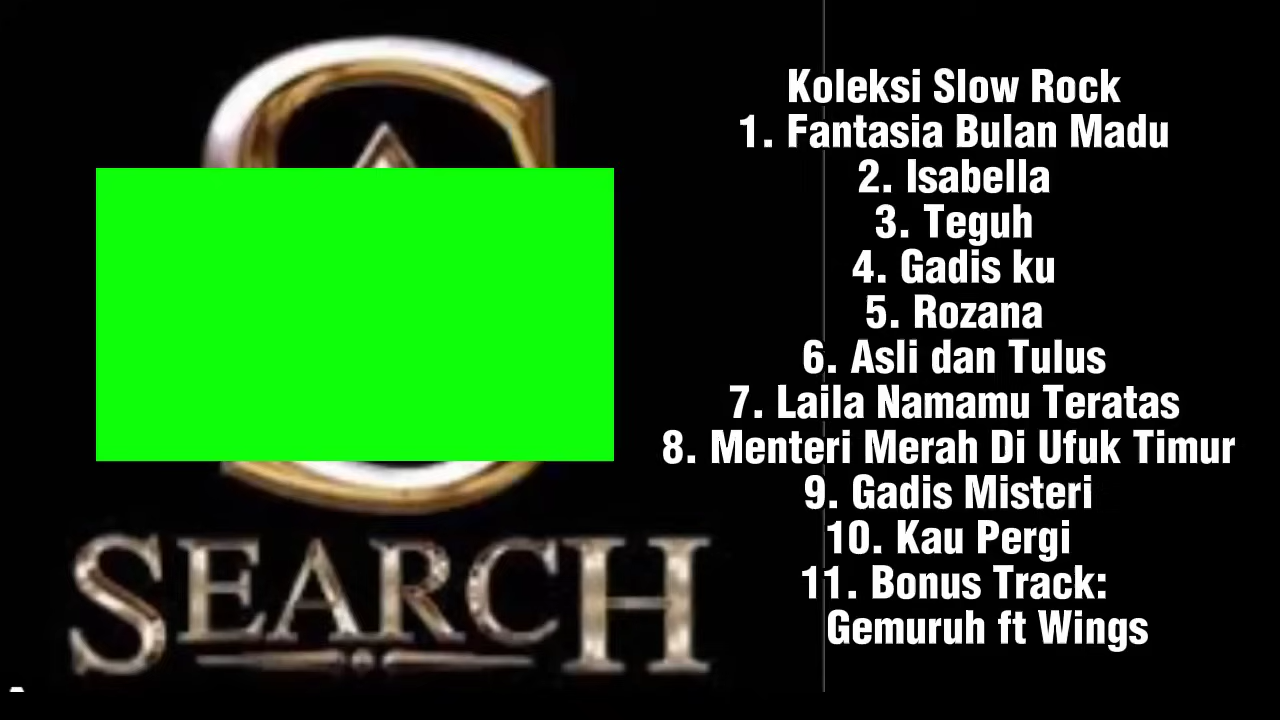 SEARCH
Koleksi Slow Rock
1. Fantasia Bulan Madu
2. Isabella
3. Teguh
4. Gadis ku
5. Rozana
6. Asli dan Tulus
7. Laila Namamu Teratas
8. Menteri Merah Di Ufuk Timur
9. Gadis Misteri
10. Kau Pergi
11. Bonus Track:
Gemuruh ft Wings